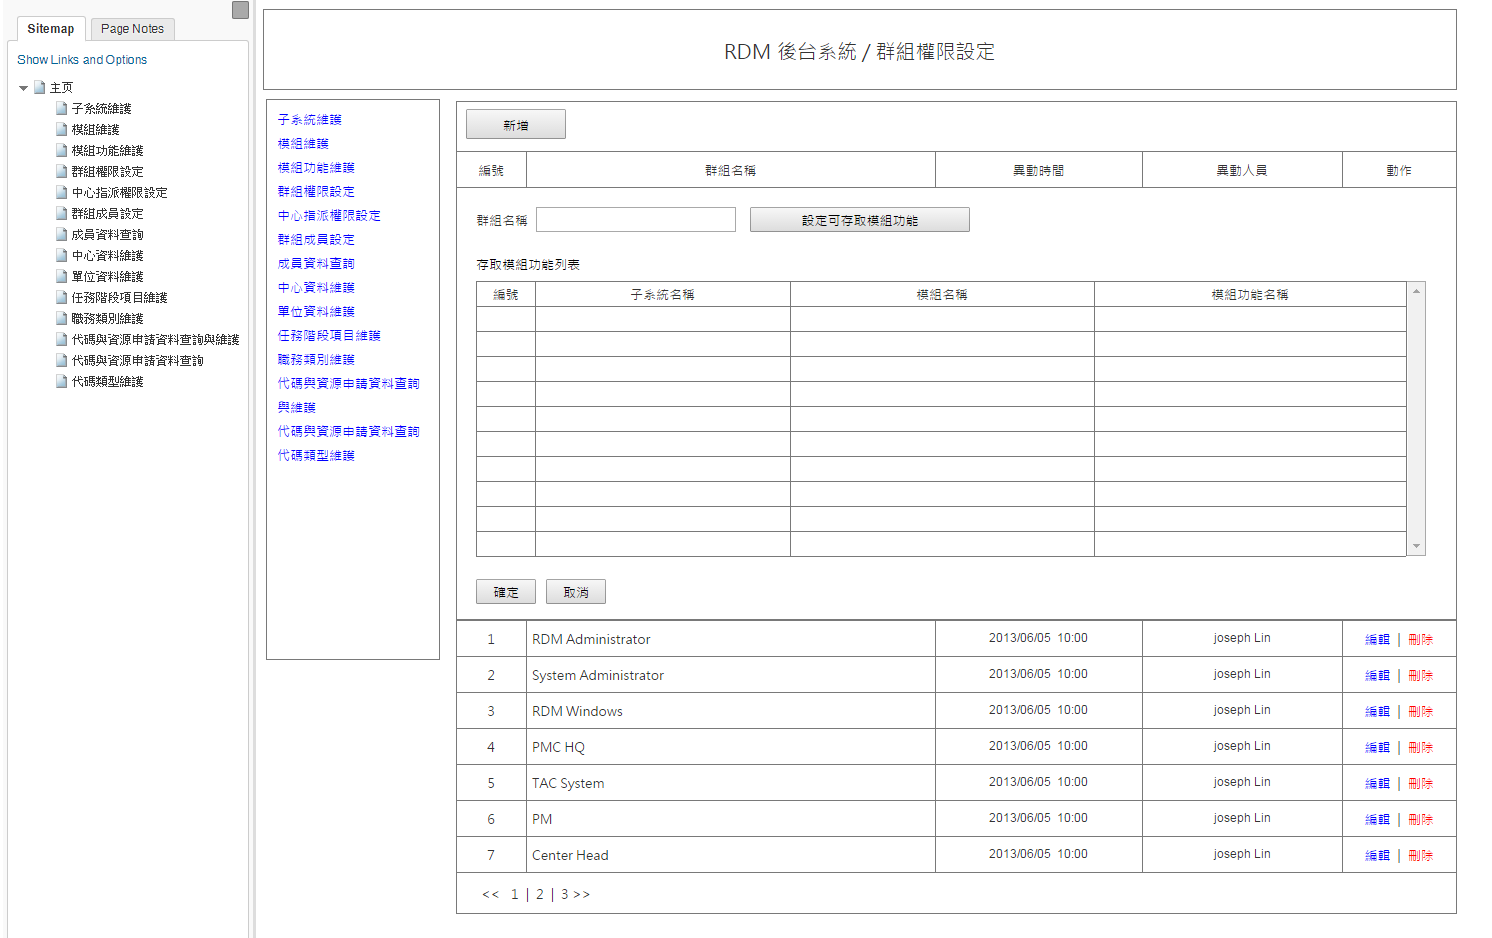 Sitemap
Page Notes
Show Links and Options
主页
子系統維護
模組維護
模組功能維護
群組權限設定
中心指派權限設定
群組成員設定
成員資料查詢
中心資料維護
單位資料維護
任務階段項目維護
職務類別維護
代碼與資源申請資料查詢與維護
代碼與資源申請資料查詢
代碼類型維護
RDM 後台系統 / 群組權限設定
子系統維護
模組維護
模組功能維護
群組權限設定
中心指派權限設定
群組成員設定
成員資料查詢
中心資料維護
單位資料維護
任務階段項目維護
職務類別維護
代碼與資源申請資料查詢
與維護
代碼與資源申請資料查詢
代碼類型維護
新增
編號 群組名稱 異動時間 異動人員 動作
群組名稱 設定可存取模組功能
存取模組功能列表
編號 子系統名稱 模組名稱 模組功能名稱
確定 取消
1 RDM Administrator 2013/06/05 10:00 joseph Lin 編輯 | 刪除
2 System Administrator 2013/06/05 10:00 joseph Lin 編輯 | 刪除
3 RDM Windows 2013/06/05 10:00 joseph Lin 編輯 | 刪除
4 PMC HQ 2013/06/05 10:00 joseph Lin 編輯 | 刪除
5 TAC System 2013/06/05 10:00 joseph Lin 編輯 | 刪除
6 PM 2013/06/05 10:00 joseph Lin 編輯 | 刪除
7 Center Head 2013/06/05 10:00 joseph Lin 編輯 | 刪除
<< 1 | 2 | 3 >>